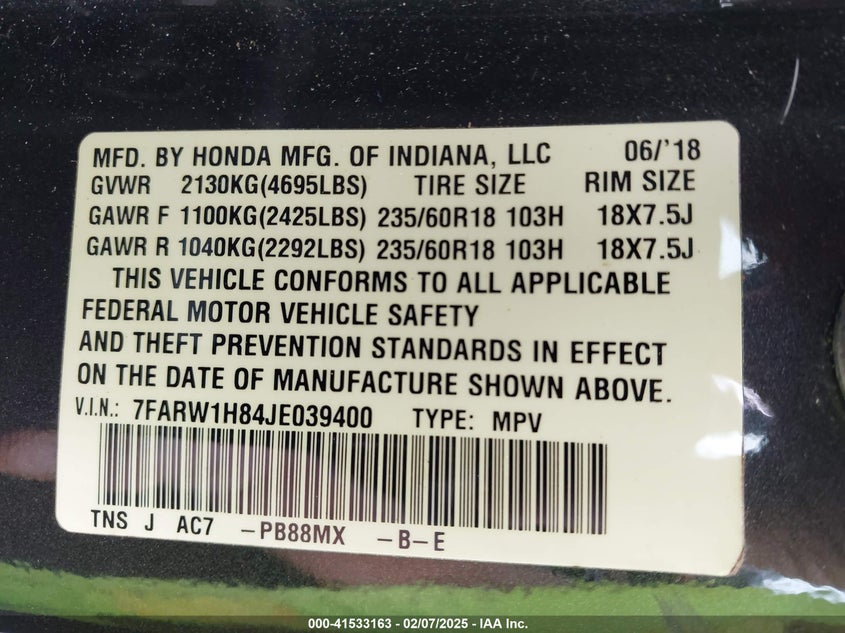 MFD. BY HONDA MFG. OF INDIANA, LLC 06/'18
GVWR 2130KG(4695LBS) TIRE SIZE RIM SIZE
GAWR F 1100KG(2425LBS) 235/60R18 103H 18X7.5J
GAWR R 1040KG(2292LBS) 235/60R18 103H 18X7.5J
THIS VEHICLE CONFORMS TO ALL APPLICABLE
FEDERAL MOTOR VEHICLE SAFETY
AND THEFT PREVENTION STANDARDS IN EFFECT
ON THE DATE OF MANUFACTURE SHOWN ABOVE.
V.I.N.: 7FARW1H84JE039400 TYPE: MPV
TNS J AC7 -PB88MX -B-E
000-41533163 - 02/07/2025 - IAA Inc.